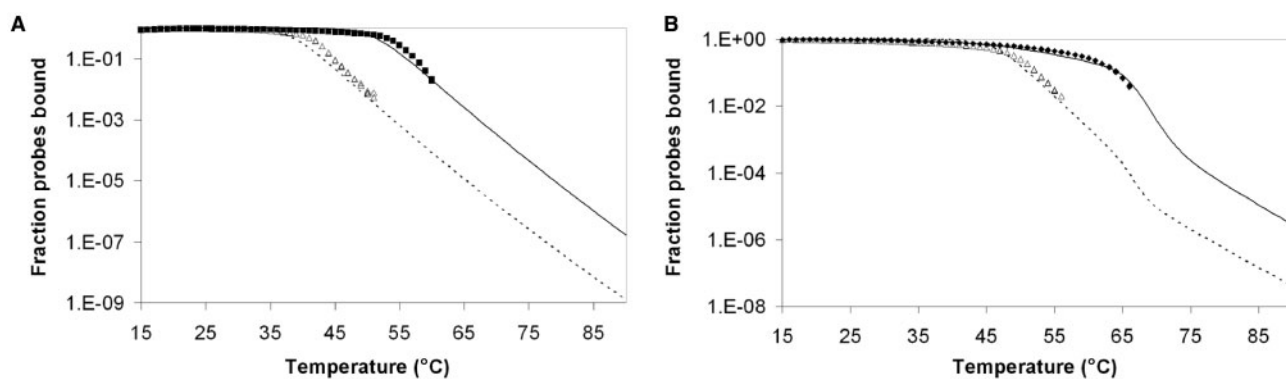 A
Fraction probes bound
1.E-01
1.E-03
1.E-05
1.E-07
1.E-09
15 25 35 45 55 65 75 85
Temperature (°C)
B
Fraction probes bound
1.E+00
1.E-02
1.E-04
1.E-06
1.E-08
15 25 35 45 55 65 75 85
Temperature (°C)